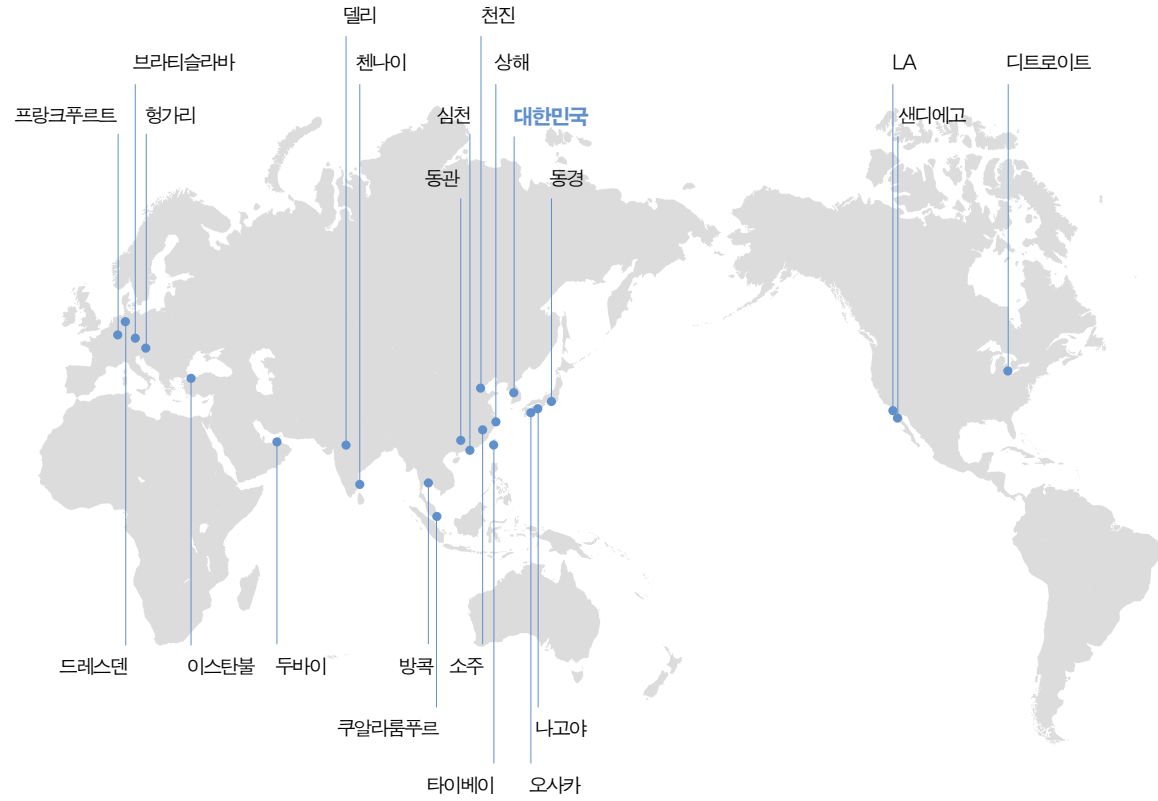 델리
천진
브라티슬라바
첸나이
상해
LA
디트로이트
프랑크푸르트
헝가리
심천
대한민국
샌디에고
동관
동경
드레스덴
이스탄불
두바이
방콕
소주
쿠알라룸푸르
나고야
타이베이
오사카